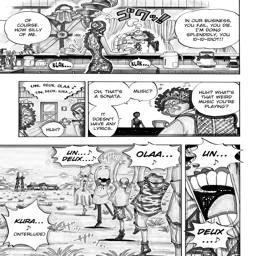 IN OUR
BUSINESS,
YOU FAIL, YOU
DIE. I'M
DOING
SPLENDIDLY, YOU
OF
COURSE.
HOW SILLY
OF ME.
HUH? WHAT'S
THAT WEIRD
MUSIC YOU'RE
PLAYING?
MUSIC?
OH, THAT'S
A SONATA.
IT
DOESN'T
HAVE ANY
LYRICS.
HUH?
UN...♪
DEUX
...♪
UN...♪
DEUX...♪
OLAA...
KURA...
♪
(INTERLUDE)